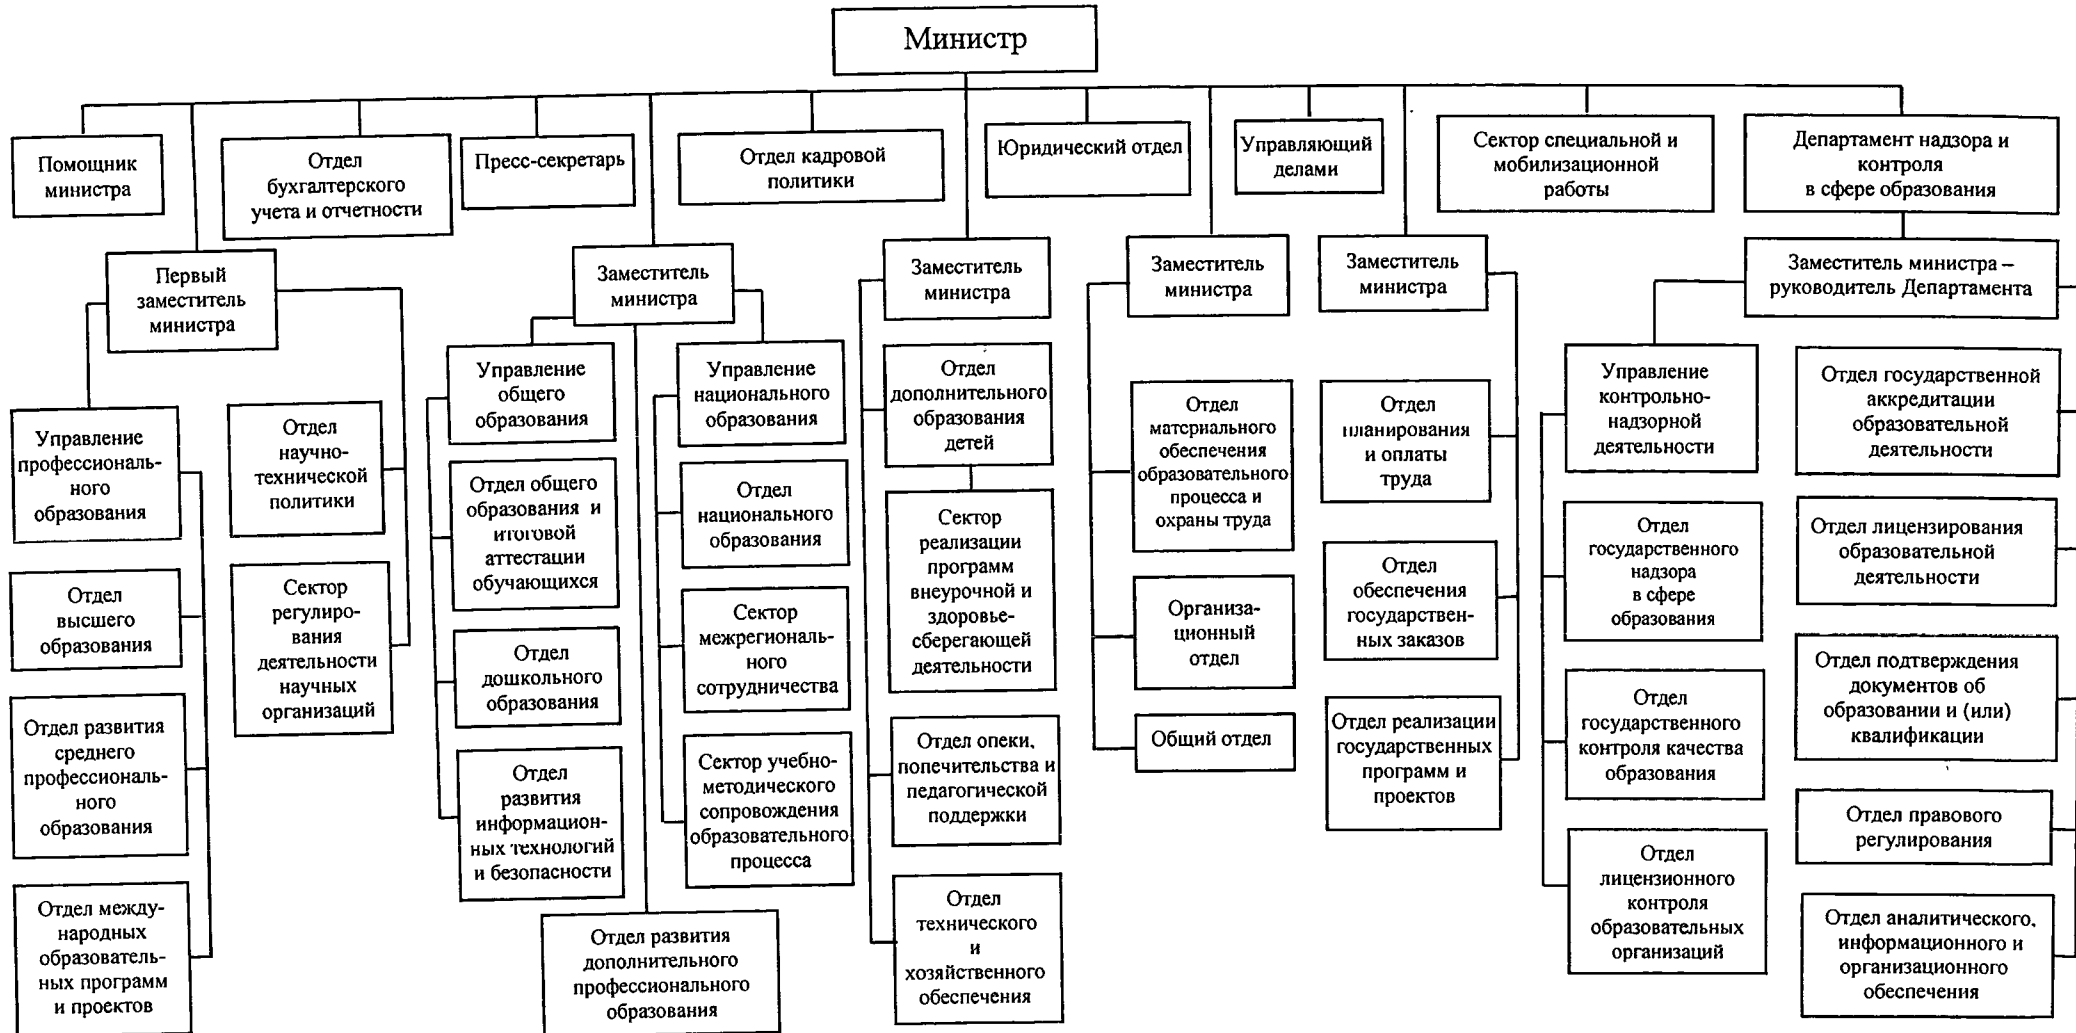 Министр
Помощник
министра
Отдел
бухгалтерского
учета и отчетности
Пресс-секретарь
Отдел кадровой
политики
Юридический отдел
Управляющий
делами
Сектор специальной и
мобилизационной
работы
Департамент надзора и
контроля
в сфере образования
Первый
заместитель
министра
Заместитель
министра
Заместитель
министра
Заместитель
министра
Заместитель
министра
Заместитель министра –
руководитель Департамента
Управление
профессиональ-
ного
образования
Отдел
высшего
образования
Отдел развития
среднего
профессиональ-
ного
образования
Отдел между-
народных
образователь-
ных программ
и проектов
Отдел
научно-
технической
политики
Сектор
регулиро-
вания
деятельности
научных
организаций
Управление
общего
образования
Отдел общего
образования и
итоговой
аттестации
обучающихся
Отдел
дошкольного
образования
Отдел
развития
информацион-
ных технологий
и безопасности
Отдел развития
дополнительного
профессионального
образования
Управление
национального
образования
Отдел
национального
образования
Сектор
межрегиональ-
ного
сотрудничества
Сектор учебно-
методического
сопровождения
образовательного
процесса
Отдел
дополнительного
образования
детей
Сектор
реализации
программ
внеурочной и
здоровье-
сберегающей
деятельности
Отдел опеки,
попечительства и
педагогической
поддержки
Отдел
технического
и
хозяйственного
обеспечения
Отдел
материального
обеспечения
образовательного
процесса и
охраны труда
Организа-
ционный
отдел
Общий отдел
Отдел
планирования
и оплаты
труда
Отдел
обеспечения
государствен-
ных заказов
Отдел реализации
государственных
программ и
проектов
Управление
контрольно-
надзорной
деятельности
Отдел
государственного
надзора
в сфере
образования
Отдел
государственного
контроля качества
образования
Отдел
лицензионного
контроля
образовательных
организаций
Отдел государственной
аккредитации
образовательной
деятельности
Отдел лицензирования
образовательной
деятельности
Отдел подтверждения
документов об
образовании и (или)
квалификации
Отдел правового
регулирования
Отдел аналитического,
информационного и
организационного
обеспечения